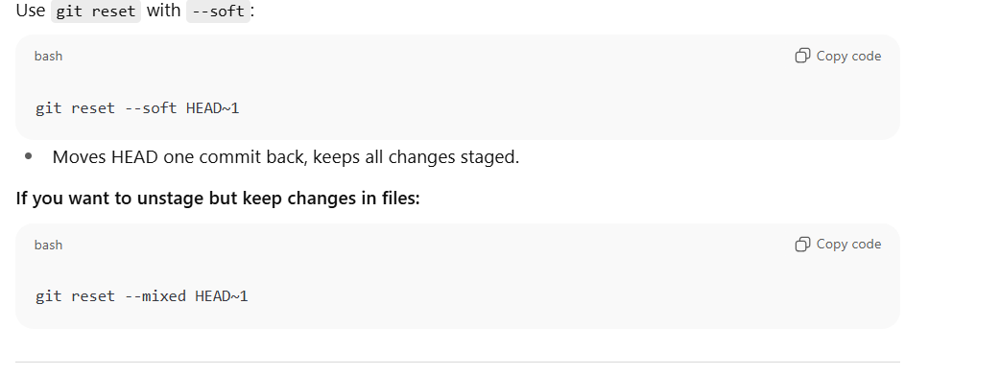 Use git reset with --soft:
bash
Copy code
git reset --soft HEAD~1
• Moves HEAD one commit back, keeps all changes staged.
If you want to unstage but keep changes in files:
bash
Copy code
git reset --mixed HEAD~1